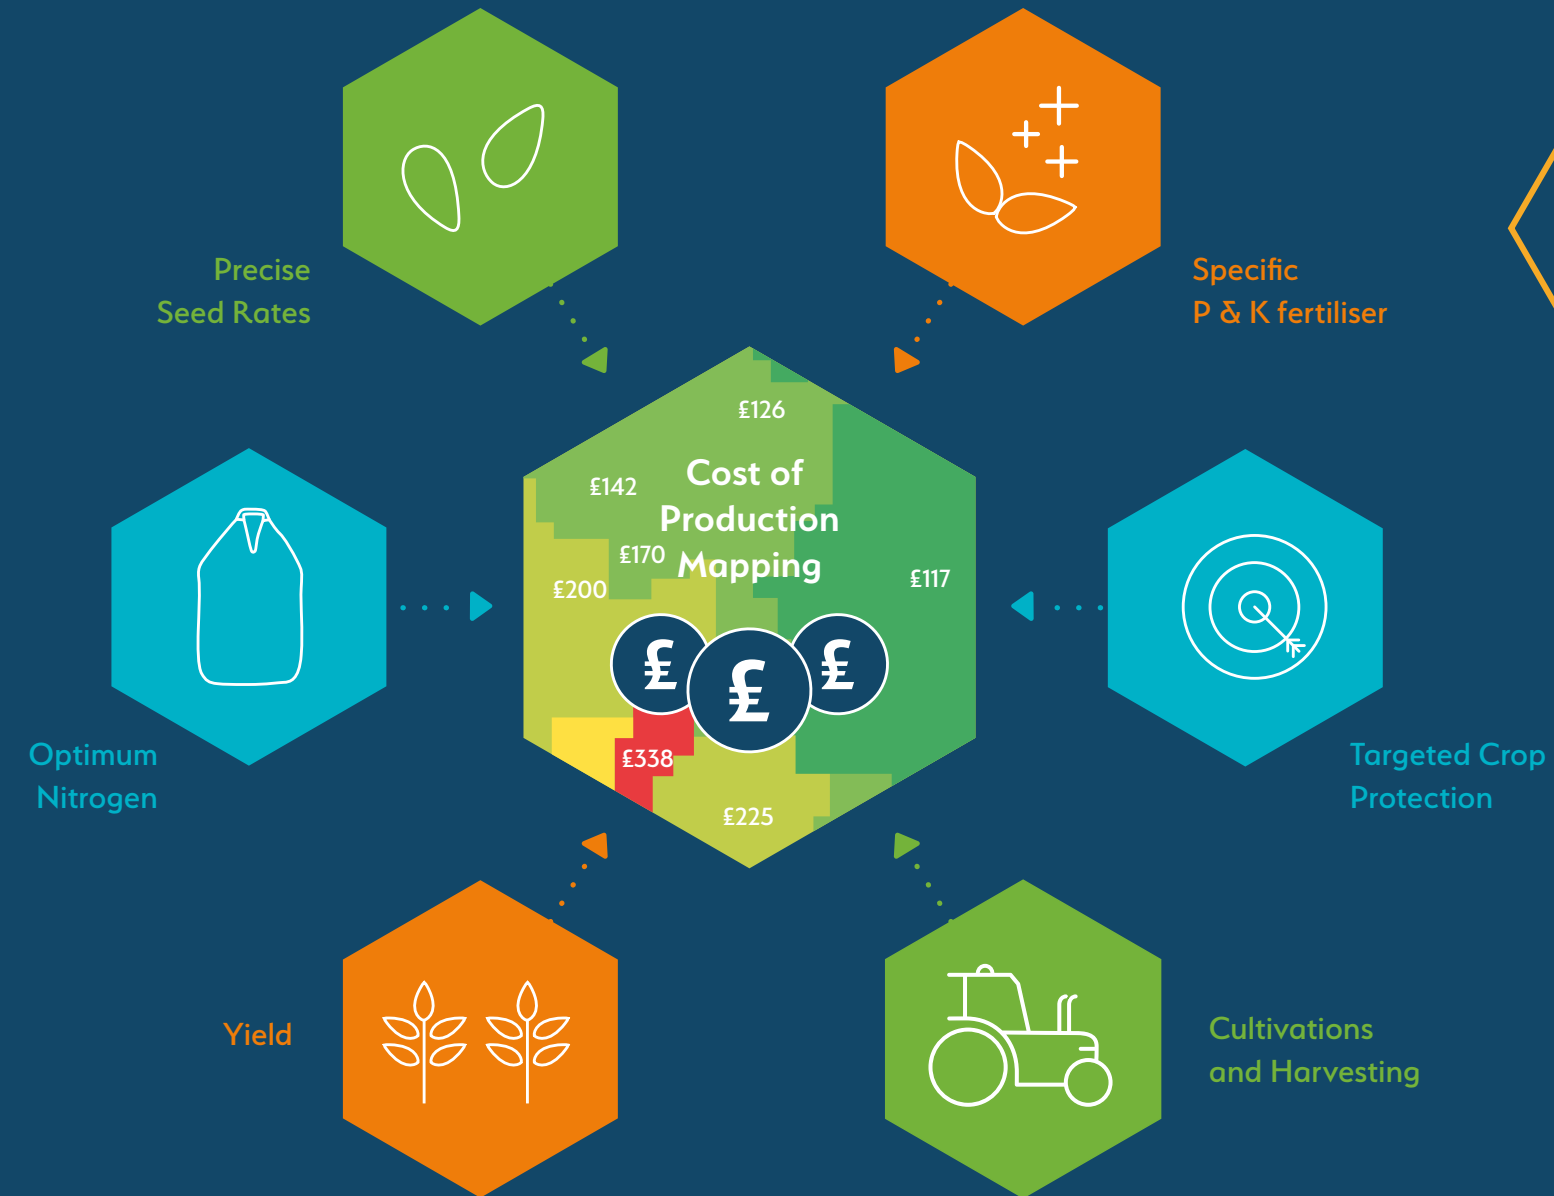 Precise
Seed Rates
Specific
P & K fertiliser
£126
£142
Cost of
Production
Mapping
£170
£200
£117
£
£
£
£338
£225
Optimum
Nitrogen
Targeted Crop
Protection
Yield
Cultivations
and Harvesting